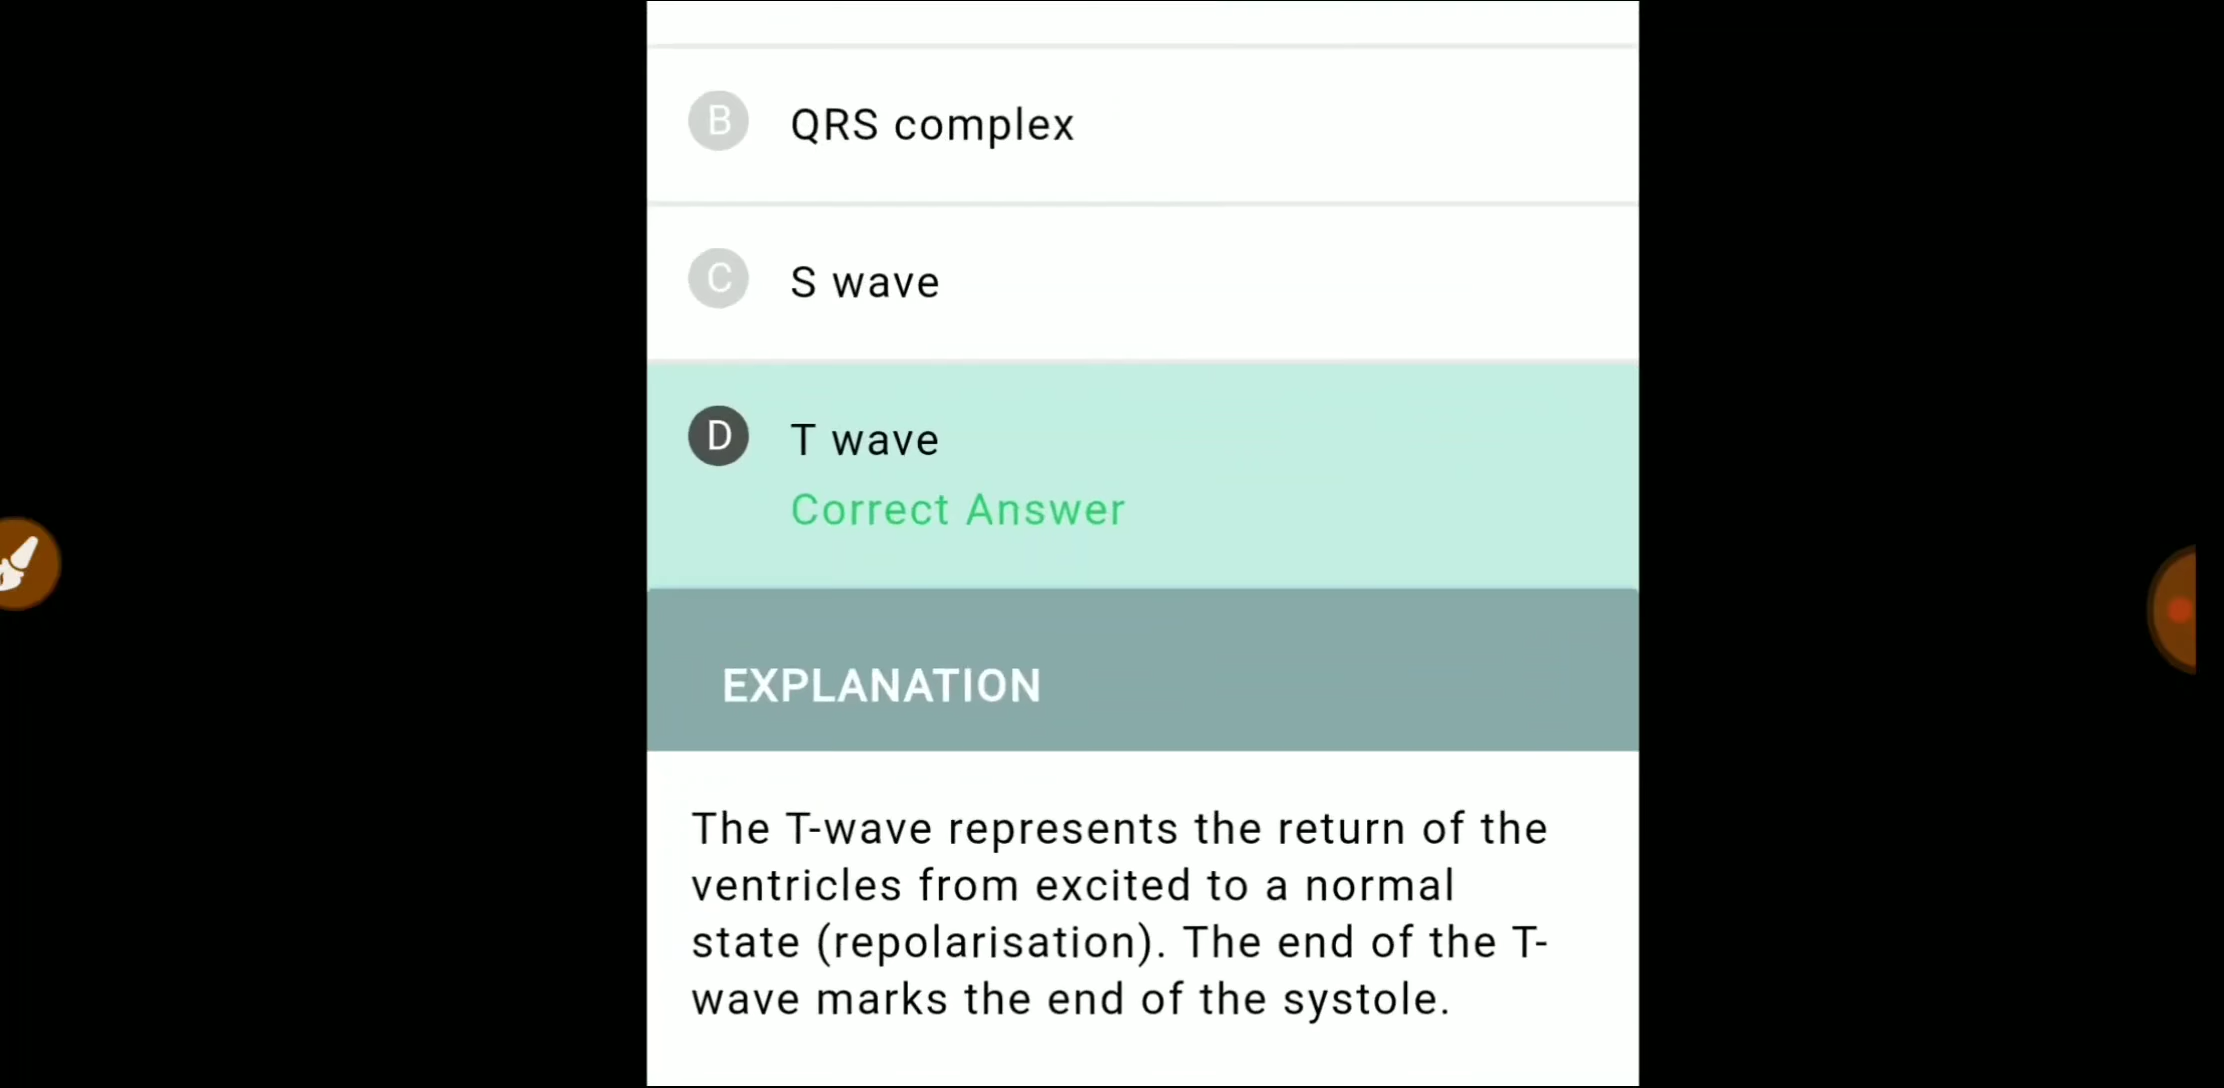 B QRS complex
C S wave
D T wave
Correct Answer
EXPLANATION
The T-wave represents the return of the
ventricles from excited to a normal
state (repolarisation). The end of the T-
wave marks the end of the systole.